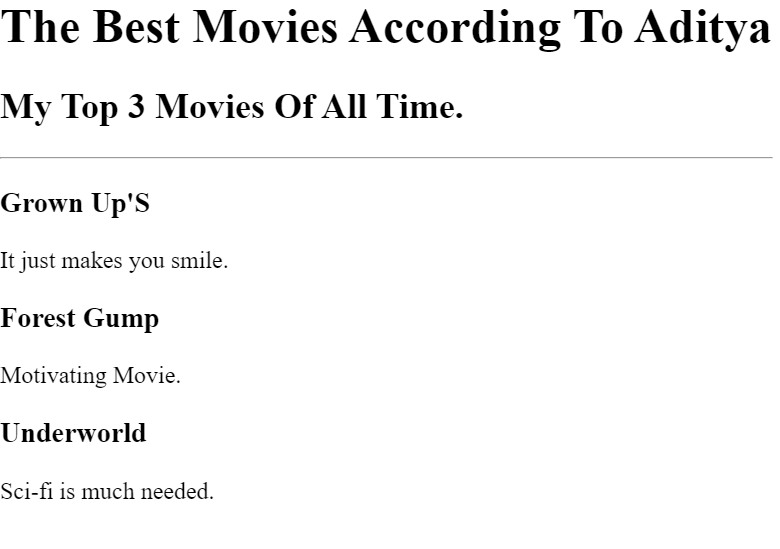 The Best Movies According To Aditya
My Top 3 Movies Of All Time.
Grown Up'S
It just makes you smile.
Forest Gump
Motivating Movie.
Underworld
Sci-fi is much needed.